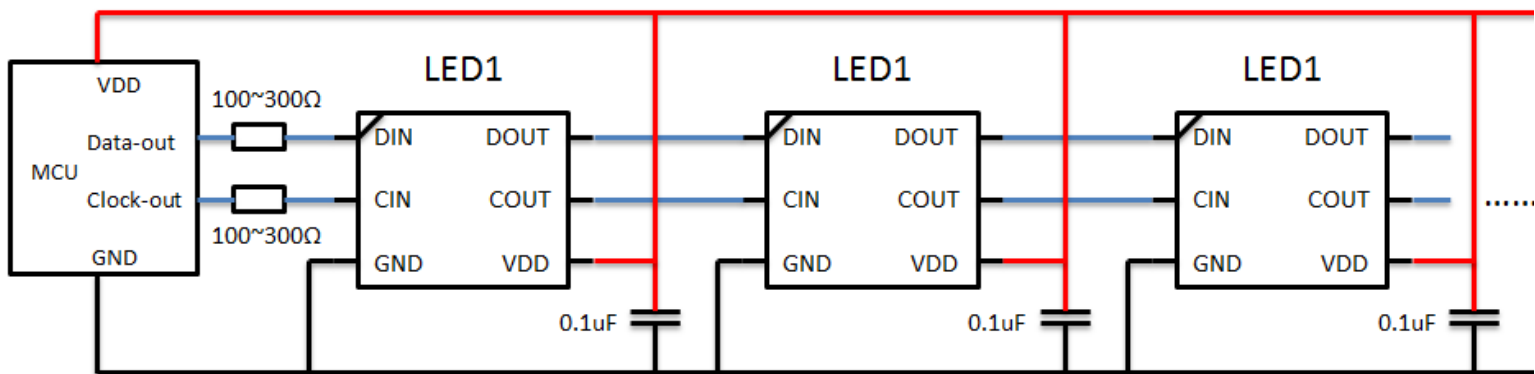 LED1 LED1 LED1
VDD
100~300Ω
Data-out DIN DOUT DIN DOUT DIN DOUT
MCU
Clock-out CIN COUT CIN COUT CIN COUT ......
100~300Ω
GND GND VDD GND VDD GND VDD
0.1uF 0.1uF 0.1uF